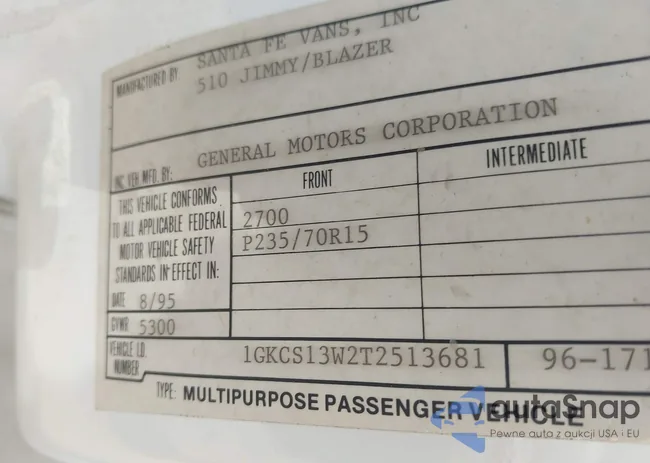 MANUFACTURED BY: SANTA FE VANS, INC
510 JIMMY/BLAZER
INC. VEH. MFD. BY: GENERAL MOTORS CORPORATION
THIS VEHICLE CONFORMS
TO ALL APPLICABLE FEDERAL
MOTOR VEHICLE SAFETY
STANDARDS IN EFFECT IN:
DATE 8/95
GVWR 5300
FRONT INTERMEDIATE
2700
P235/70R15
VEHICLE I.D.
NUMBER 1GKCS13W2T2513681 96-171
TYPE: MULTIPURPOSE PASSENGER VEHICLE
autaSnap
Pewne auta z aukcji USA i EU